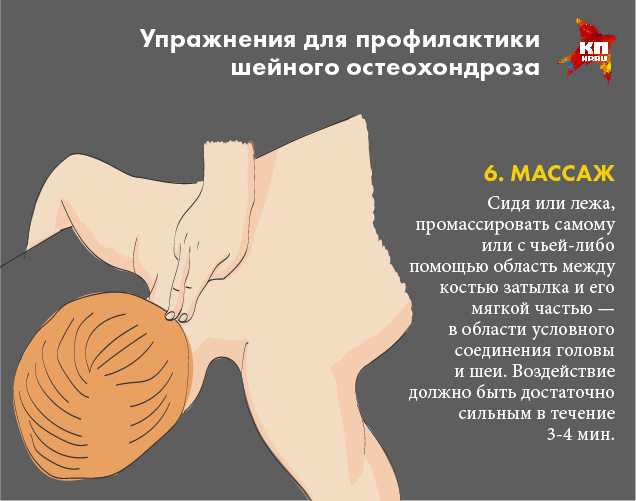 Упражнения для профилактики
шейного остеохондроза
КП
КРЯЦ
6. МАССАЖ
Сидя или лежа,
промассировать самому
или с чьей-либо
помощью область между
костью затылка и его
мягкой частью —
в области условного
соединения головы
и шеи. Воздействие
должно быть достаточно
сильным в течение
3-4 мин.